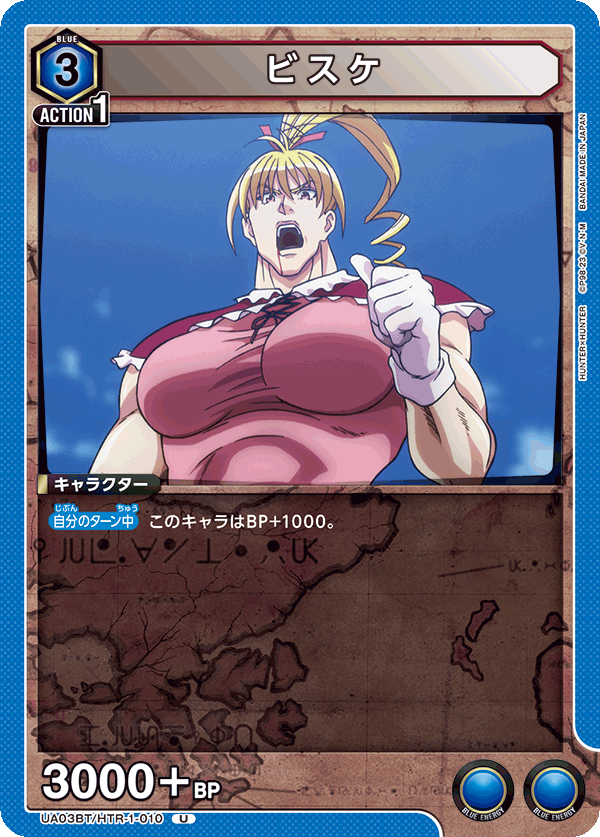 BLUE
3
ビスケ
ACTION1
HUNTER×HUNTER ©P98-23 ©V・N・M BANDAI MADE IN JAPAN
キャラクター
じぶん ちゅう
自分のターン中 このキャラはBP+1000。
3000+BP
BLUE ENERGY BLUE ENERGY
UA03BT/HTR-1-010 U